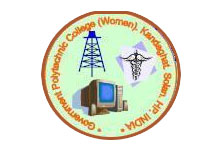 Government Polytechnic College (Women), Kandaghat, Solan, HP, INDIA